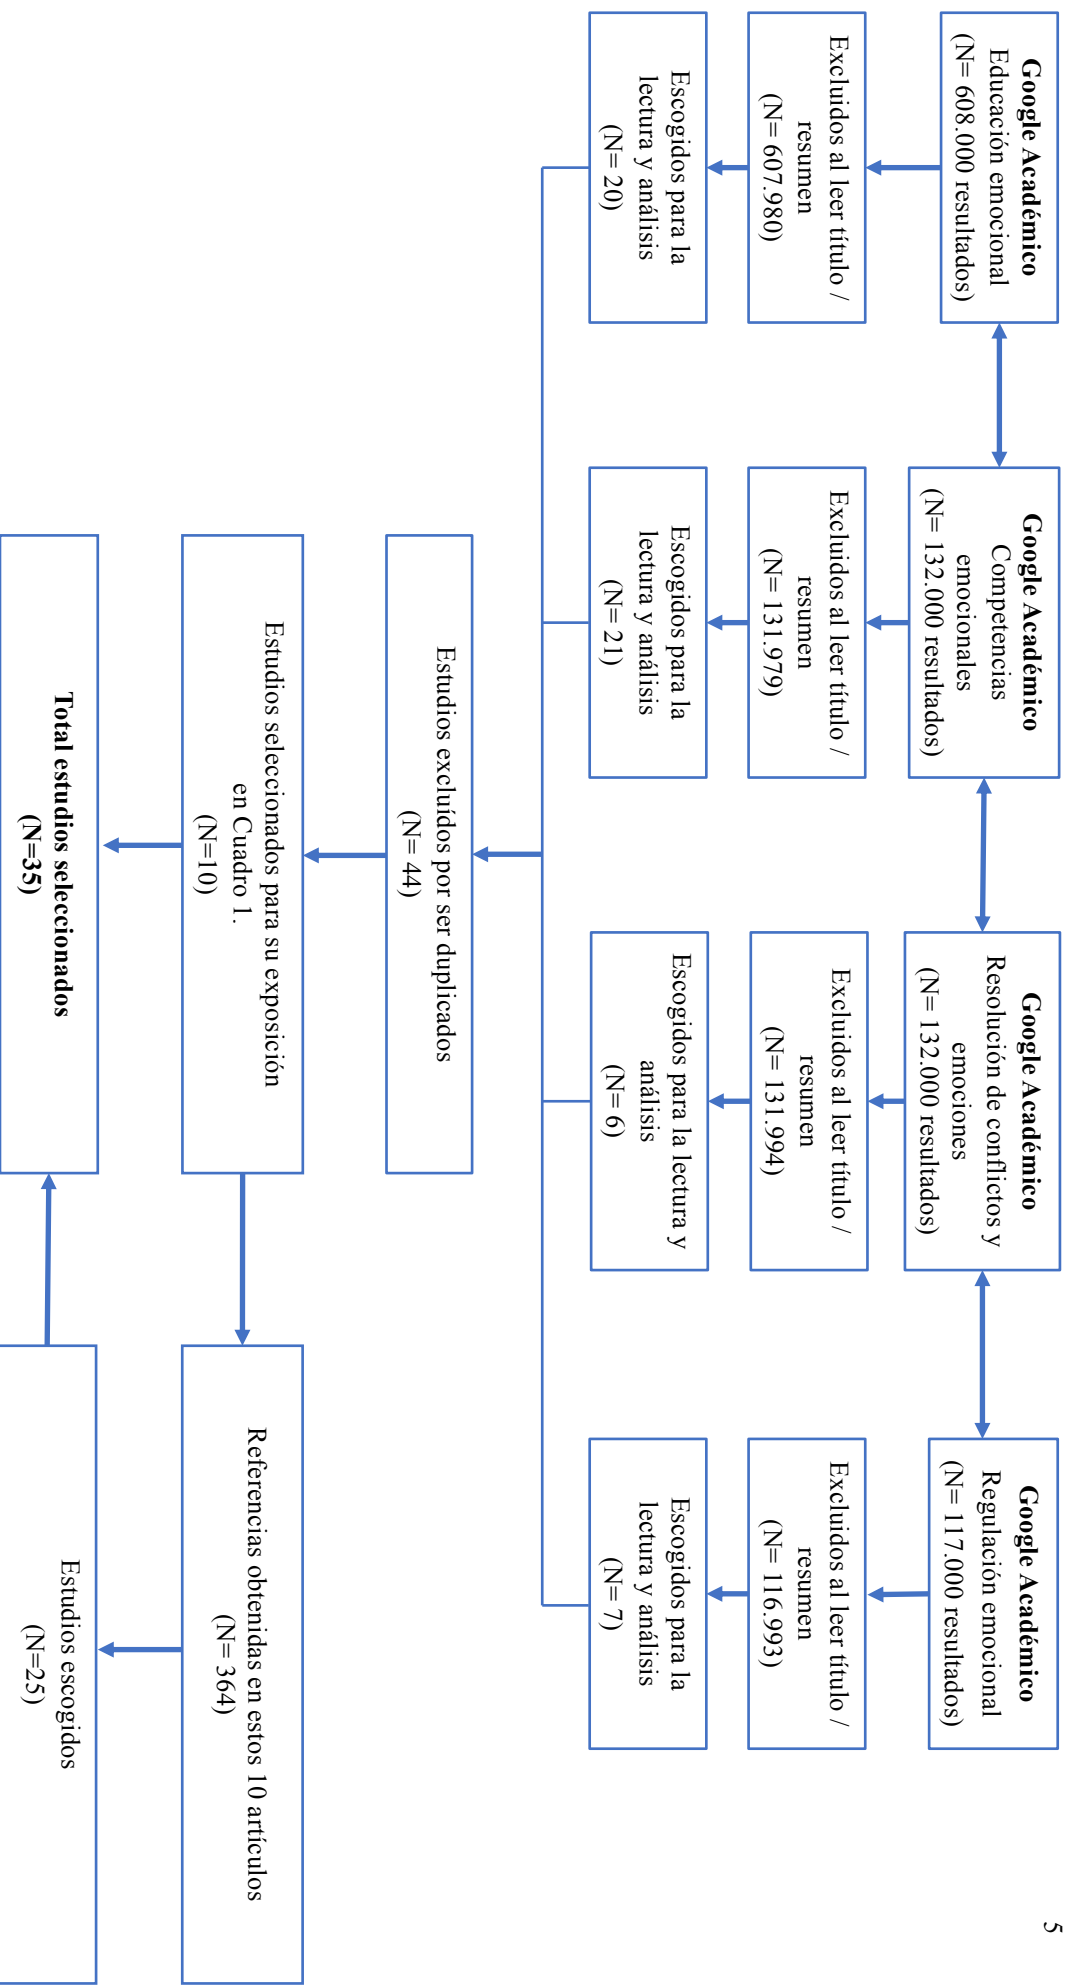 5
Google Académico
Educación emocional
(N= 608.000 resultados)
Google Académico
Competencias
emocionales
(N= 132.000 resultados)
Google Académico
Resolución de conflictos y
emociones
(N= 132.000 resultados)
Google Académico
Regulación emocional
(N= 117.000 resultados)
Excluidos al leer título /
resumen
(N= 607.980)
Excluidos al leer título /
resumen
(N= 131.979)
Excluidos al leer título /
resumen
(N= 131.994)
Excluidos al leer título /
resumen
(N= 116.993)
Escogidos para la
lectura y análisis
(N= 20)
Escogidos para la
lectura y análisis
(N= 21)
Escogidos para la lectura y
análisis
(N= 6)
Escogidos para la
lectura y análisis
(N= 7)
Estudios excluídos por ser duplicados
(N= 44)
Estudios seleccionados para su exposición
en Cuadro 1.
(N=10)
Referencias obtenidas en estos 10 artículos
(N= 364)
Total estudios seleccionados
(N=35)
Estudios escogidos
(N=25)